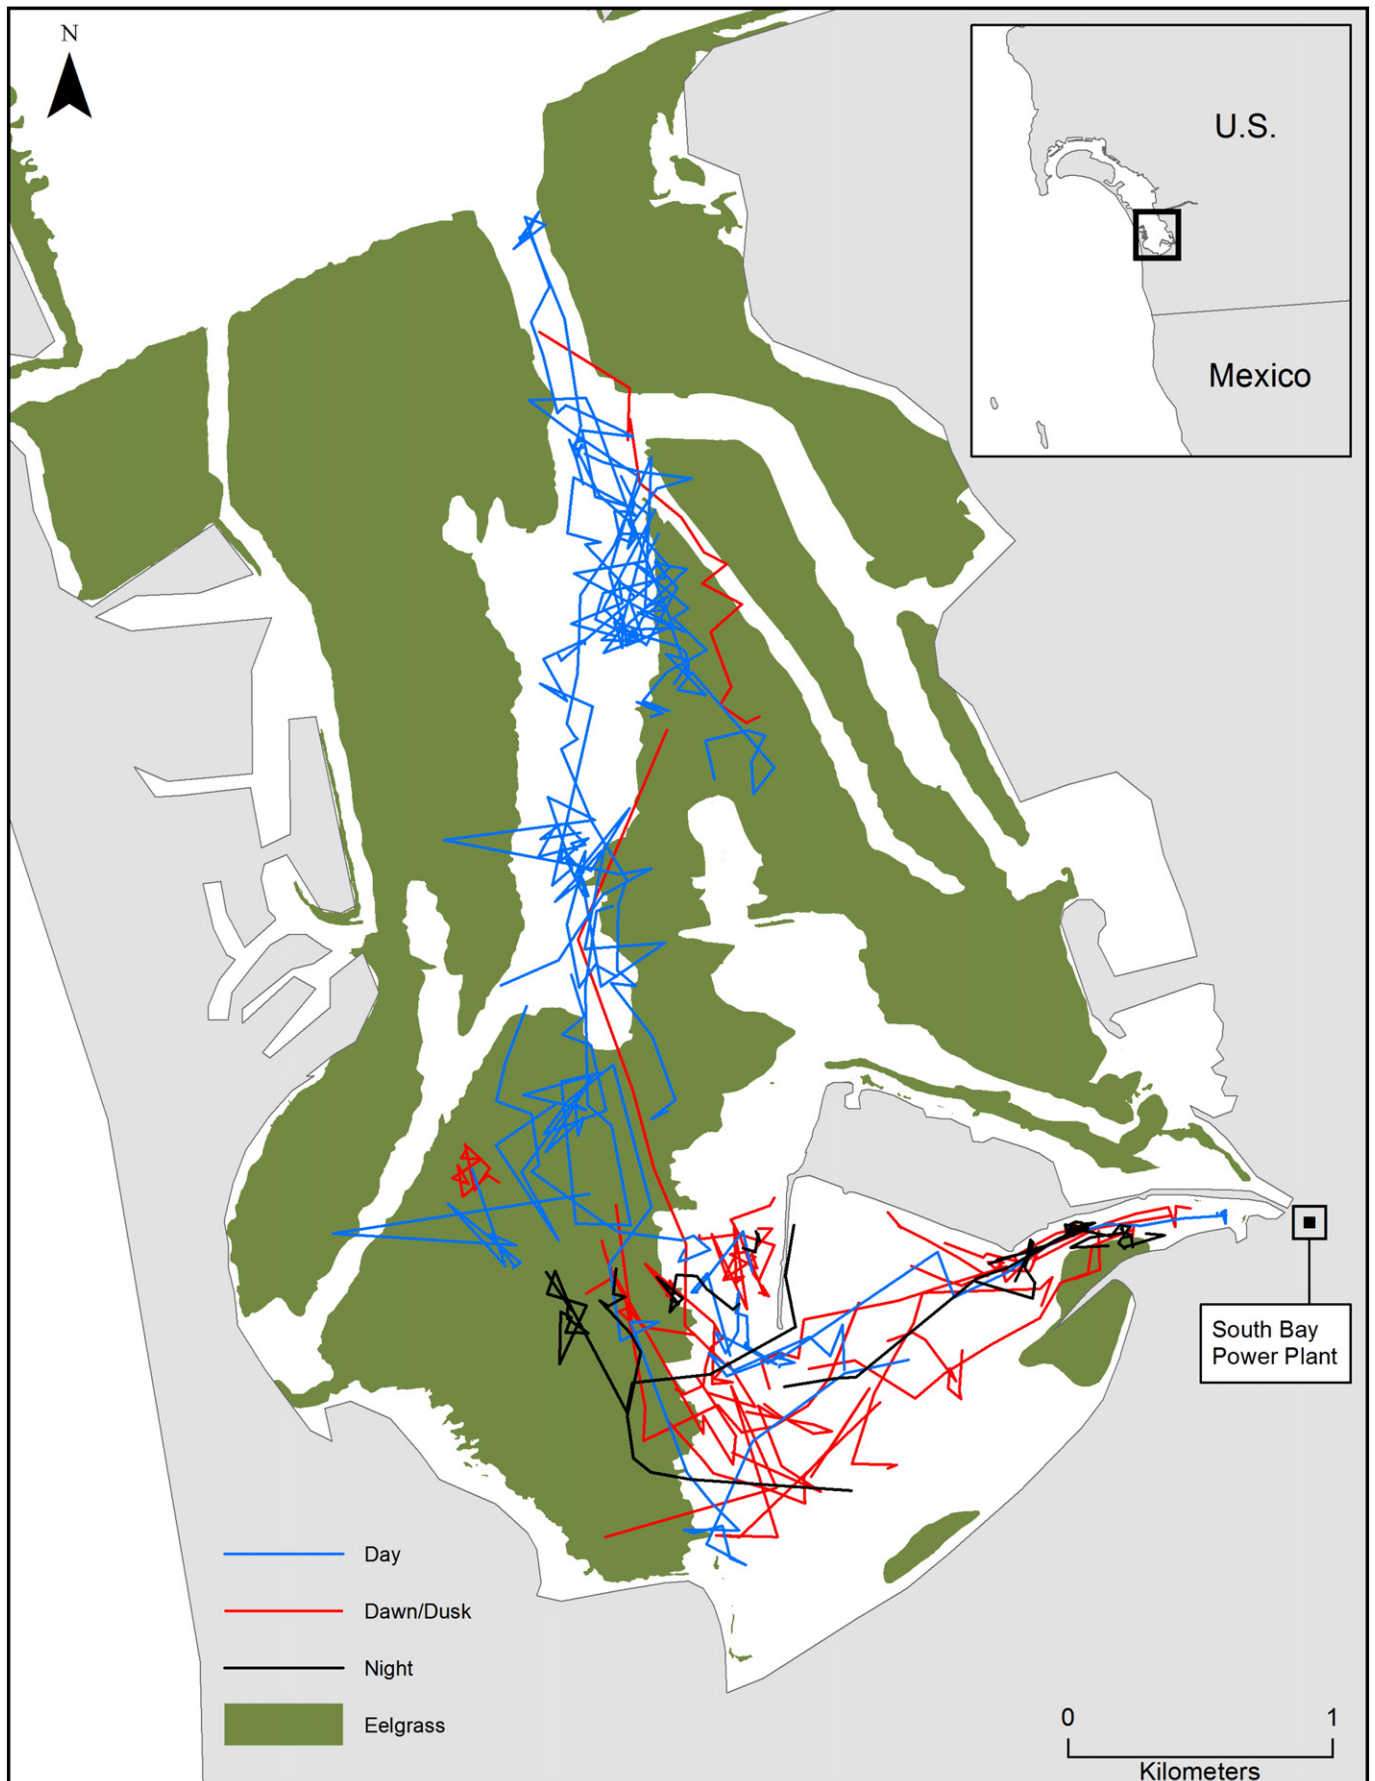 N
U.S.
Mexico
South Bay
Power Plant
Day
Dawn/Dusk
Night
Eelgrass
0 1
Kilometers